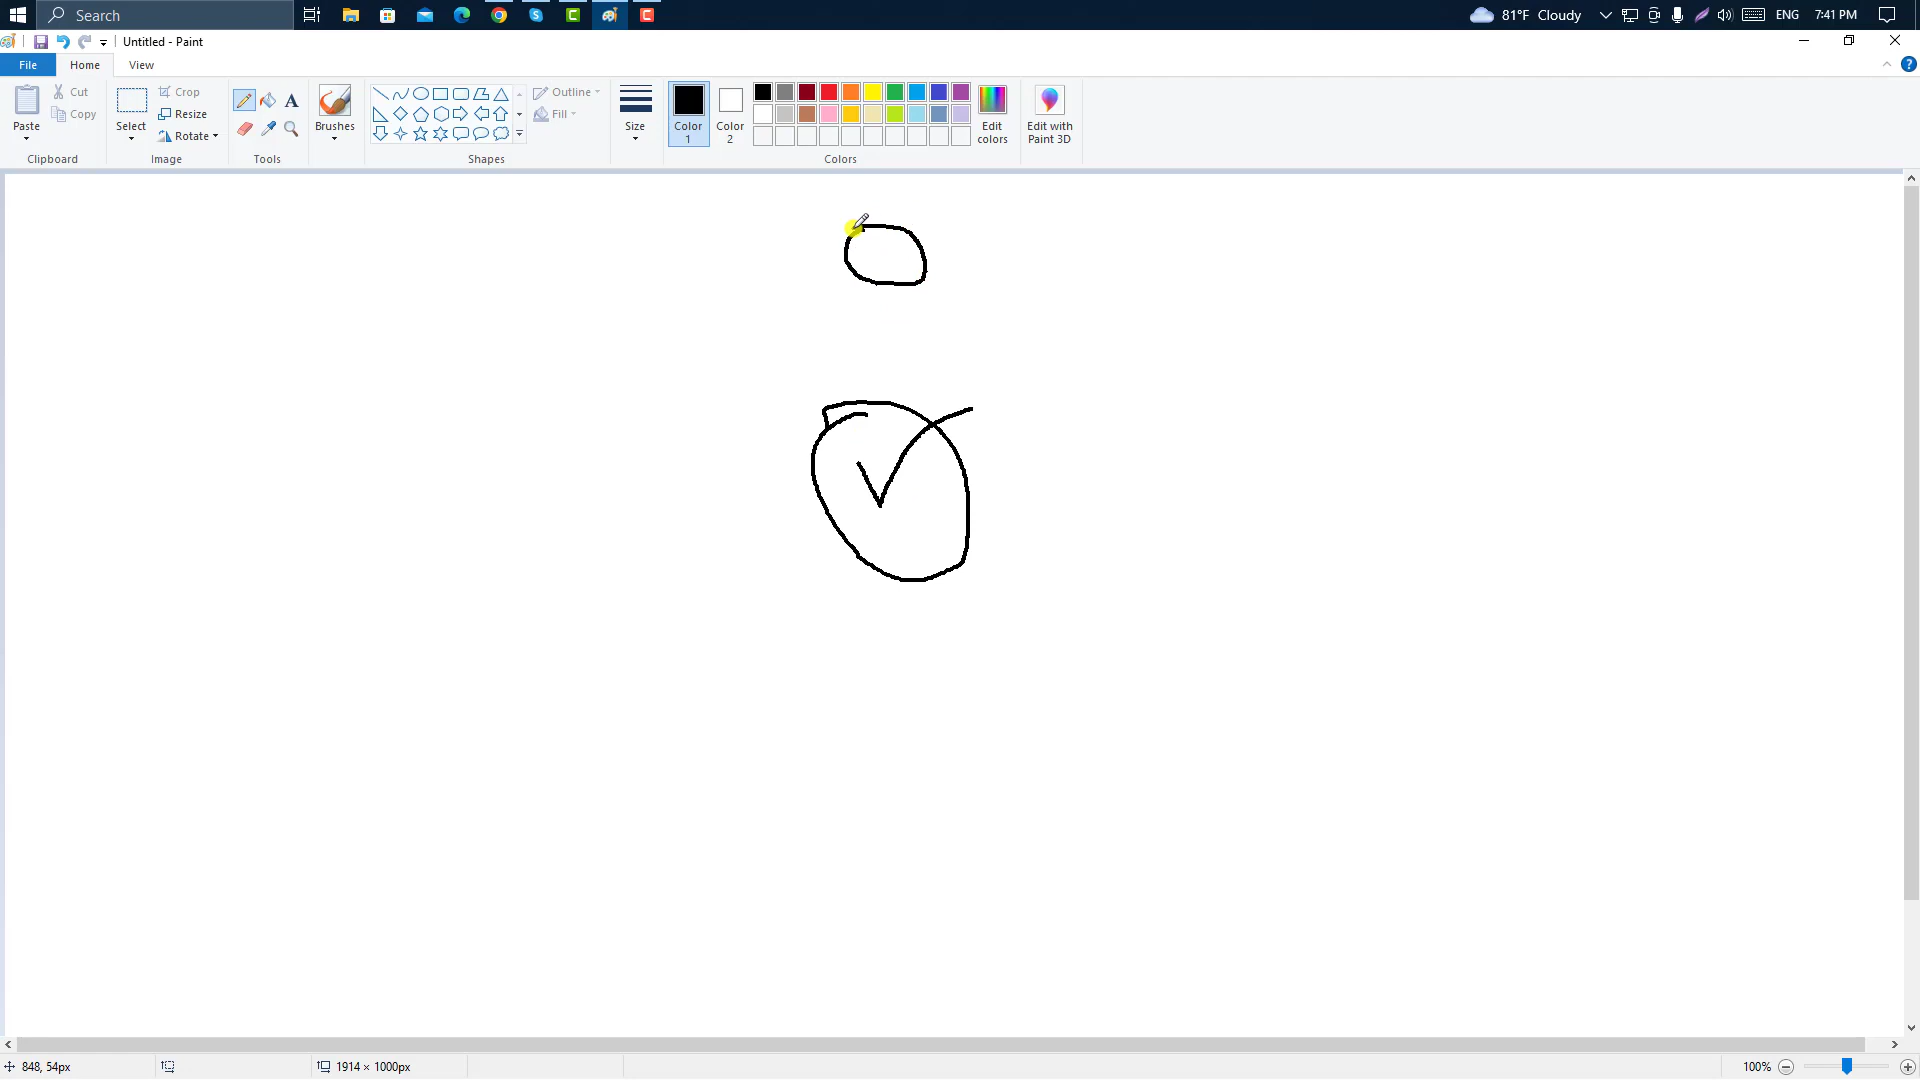 Search
81°F Cloudy
ENG
7:41 PM
Untitled - Paint
File
Home
View
Paste
Cut
Copy
Clipboard
Select
Crop
Resize
Rotate
Image
A
Tools
Brushes
Shapes
Outline
Fill
Size
Color 1
Color 2
Edit colors
Colors
Edit with Paint 3D
848, 54px
1914 × 1000px
100%